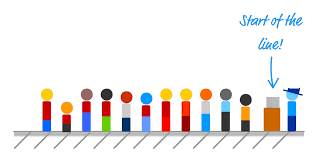 Start of the
line!